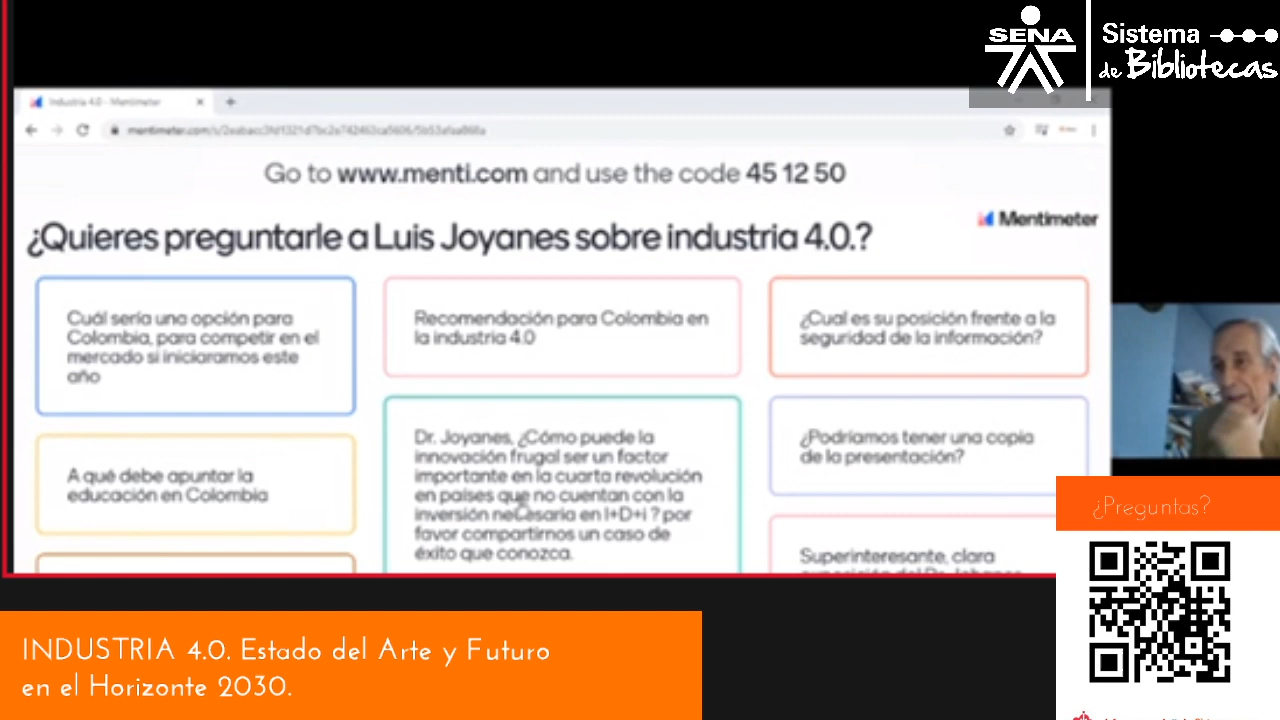 SENA
Sistema
de Bibliotecas
Industria 4.0 - Mentimeter
Go to www.menti.com and use the code 45 12 50
Mentimeter
¿Quieres preguntarle a Luis Joyanes sobre industria 4.0.?
Cuál sería una opción para
Colombia, para competir en el
mercado si iniciaramos este
año
A qué debe apuntar la
educación en Colombia
Recomendación para Colombia en
la industria 4.0
Dr. Joyanes, ¿Cómo puede la
innovación frugal ser un factor
importante en la cuarta revolución
en países que no cuentan con la
inversión necesaria en I+D+i ? por
favor compartirnos un caso de
éxito que conozca.
¿Cual es su posición frente a la
seguridad de la información?
¿Podríamos tener una copia
de la presentación?
Superinteresante, clara
¿Preguntas?
INDUSTRIA 4.0. Estado del Arte y Futuro
en el Horizonte 2030.